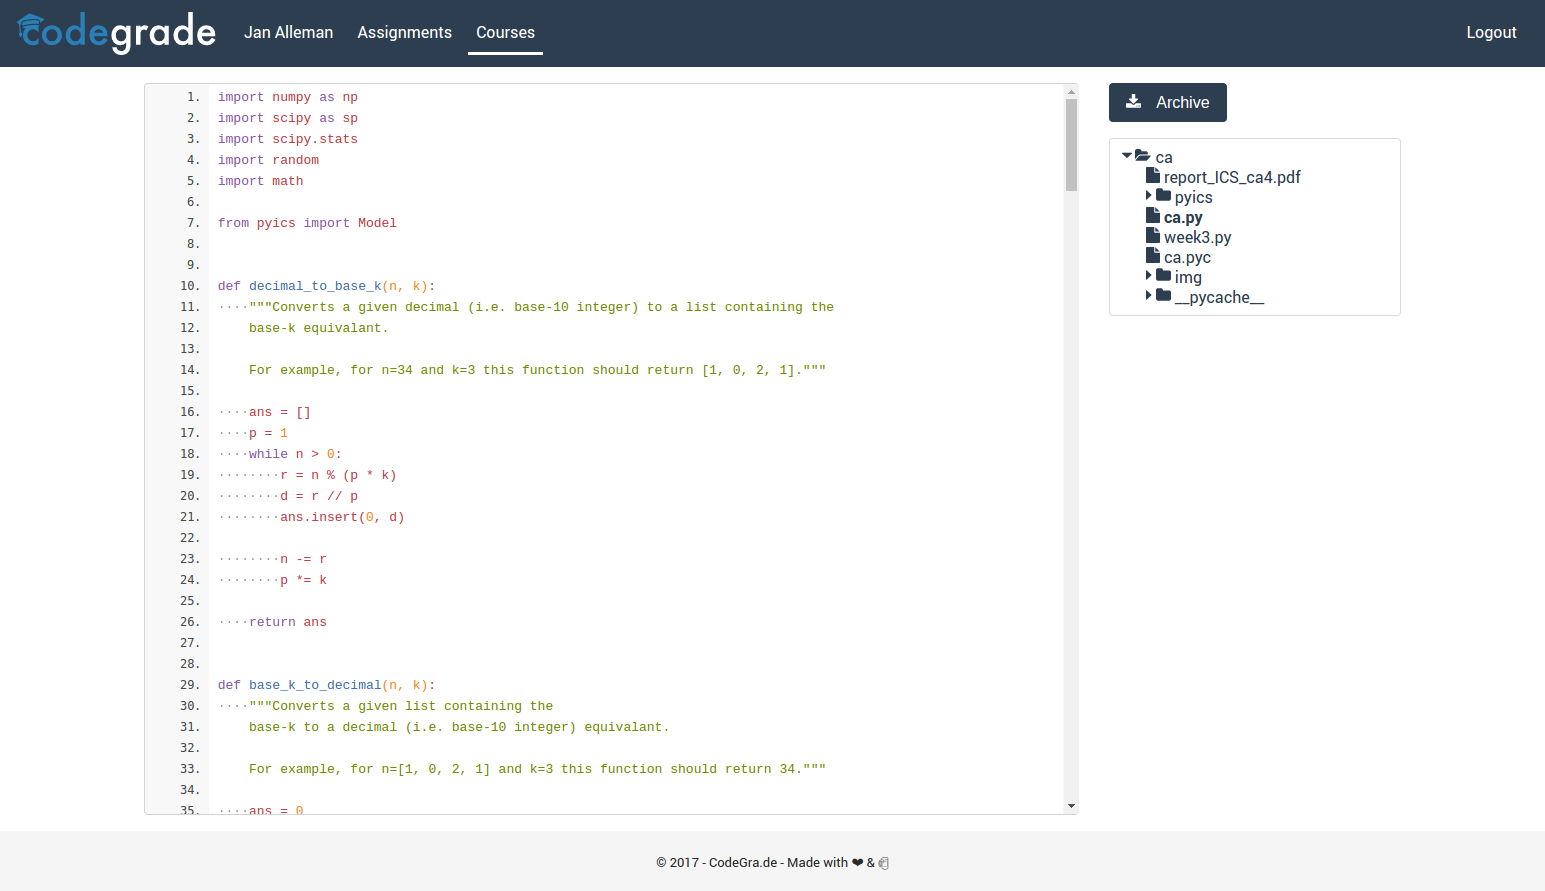 codegrade Jan Alleman Assignments Courses Logout
1. import numpy as np
2. import scipy as sp
3. import scipy.stats
4. import random
5. import math
6.
7. from pyics import Model
8.
9.
10. def decimal_to_base_k(n, k):
11. ····"""Converts a given decimal (i.e. base-10 integer) to a list containing the
12.     base-k equivalant.
13.
14.     For example, for n=34 and k=3 this function should return [1, 0, 2, 1]."""
15.
16. ····ans = []
17. ····p = 1
18. ····while n > 0:
19. ········r = n % (p * k)
20. ········d = r // p
21. ········ans.insert(0, d)
22.
23. ········n -= r
24. ········p *= k
25.
26. ····return ans
27.
28.
29. def base_k_to_decimal(n, k):
30. ····"""Converts a given list containing the
31.     base-k to a decimal (i.e. base-10 integer) equivalant.
32.
33.     For example, for n=[1, 0, 2, 1] and k=3 this function should return 34."""
34.
35. ····ans = 0
Archive
ca
report_ICS_ca4.pdf
pyics
ca.py
week3.py
ca.pyc
img
__pycache__
© 2017 - CodeGra.de - Made with ❤ &